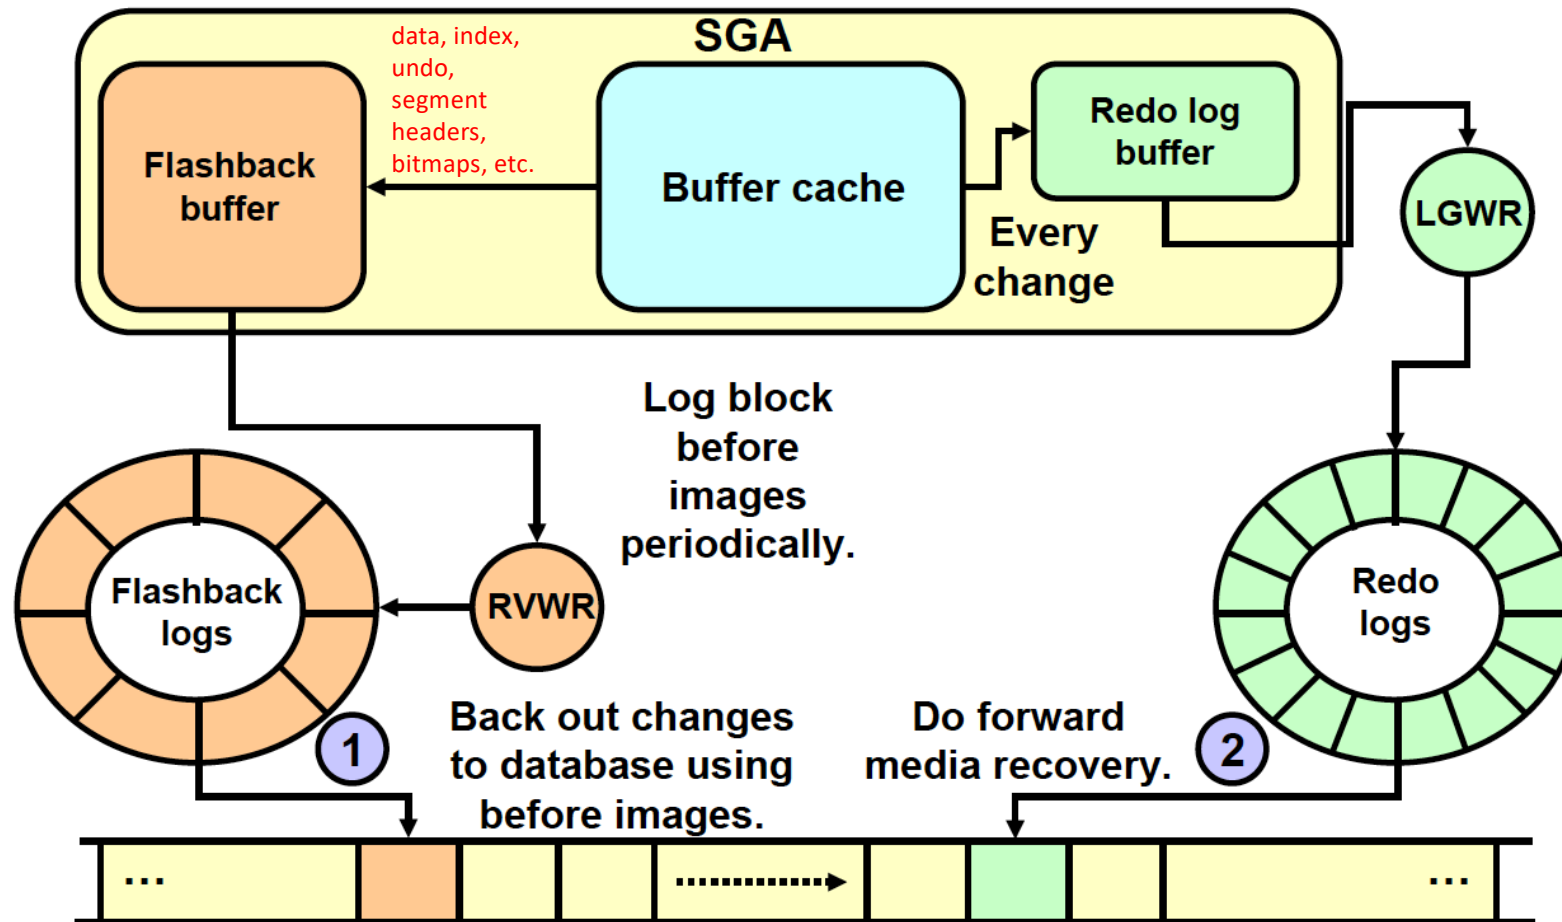 SGA
data, index,
undo,
segment
headers,
bitmaps, etc.
Flashback
buffer
Buffer cache
Redo log
buffer
Every
change
LGWR
Log block
before
images
periodically.
Flashback
logs
RVWR
Redo
logs
1
Back out changes
to database using
before images.
Do forward
media recovery.
2
...
...